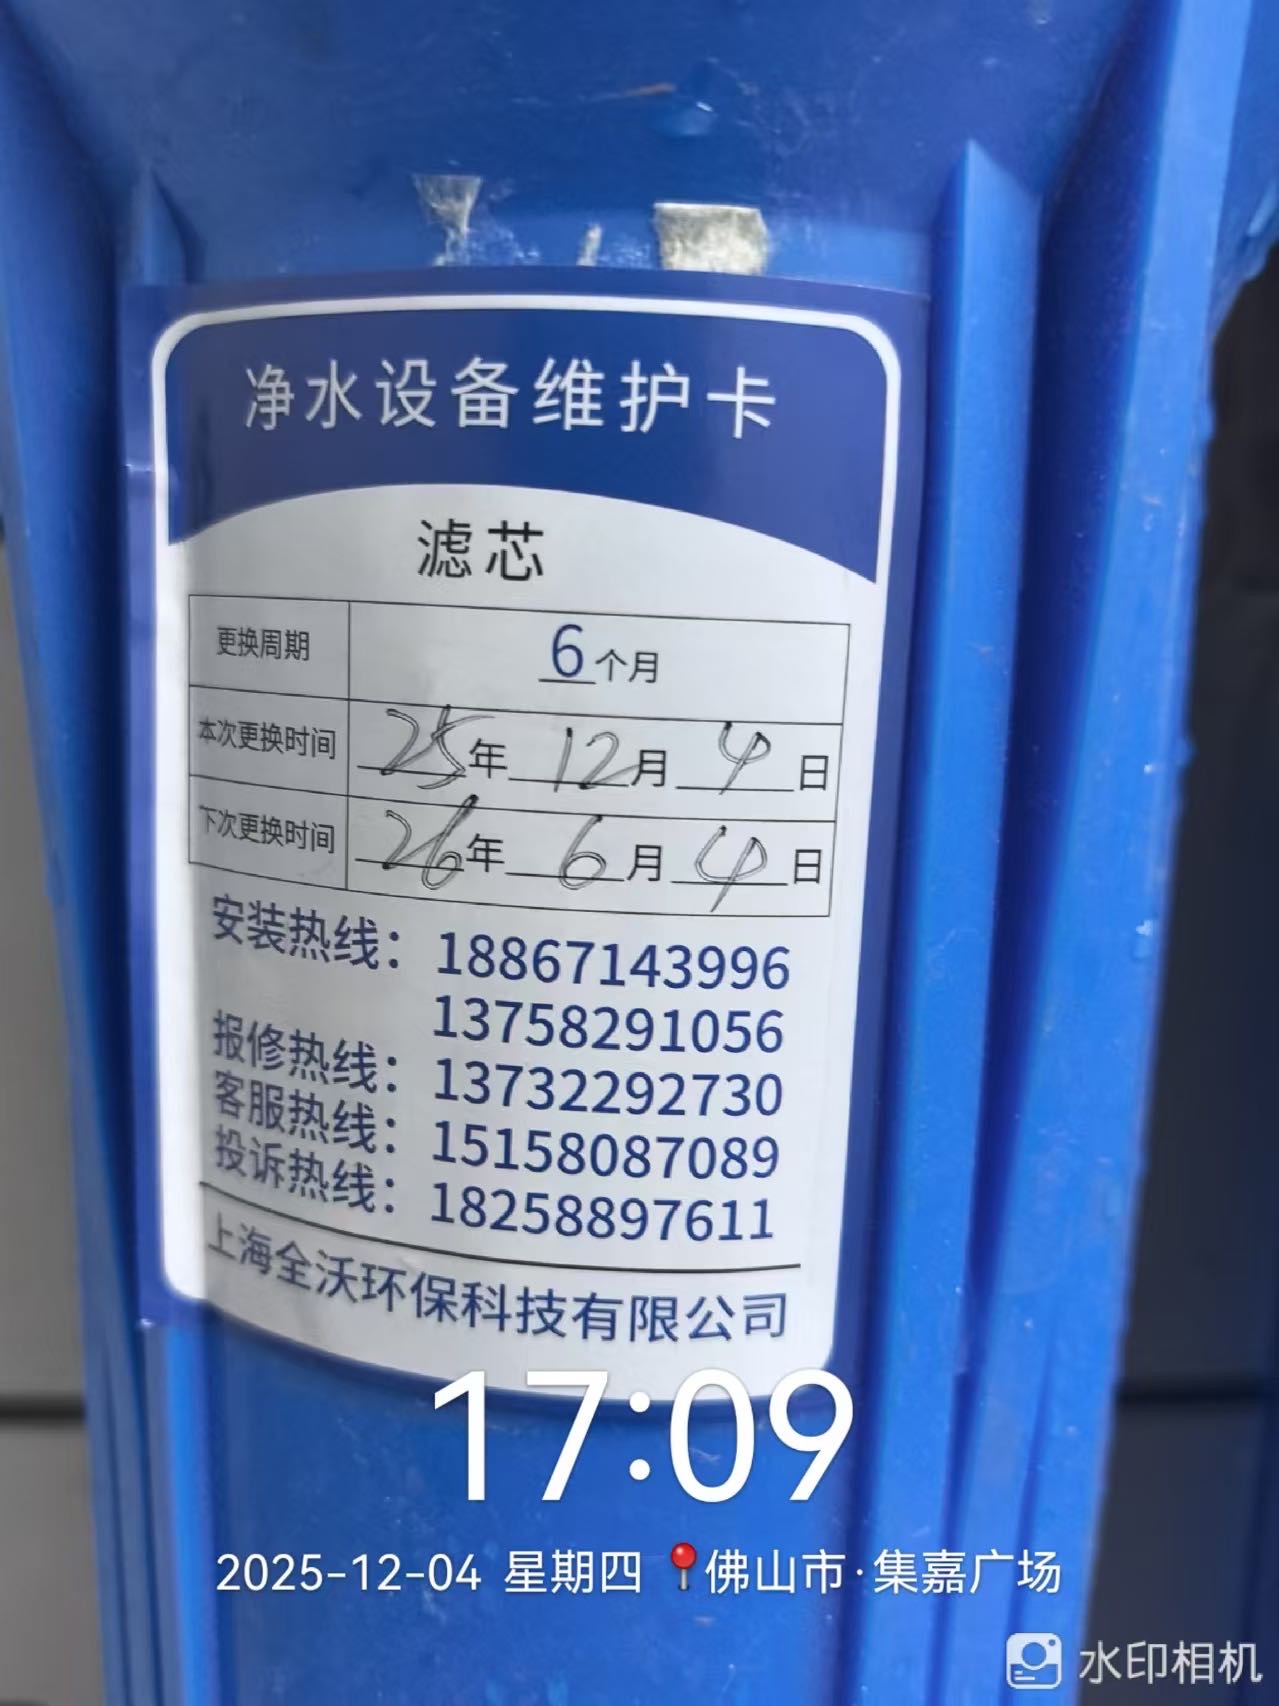 净水设备维护卡
滤芯
更换周期 6个月
本次更换时间 25年12月4日
下次更换时间 26年6月4日
安装热线：18867143996
13758291056
报修热线：13732292730
客服热线：15158087089
投诉热线：18258897611
上海全沃环保科技有限公司
17:09
2025-12-04 星期四 佛山市·集嘉广场
水印相机